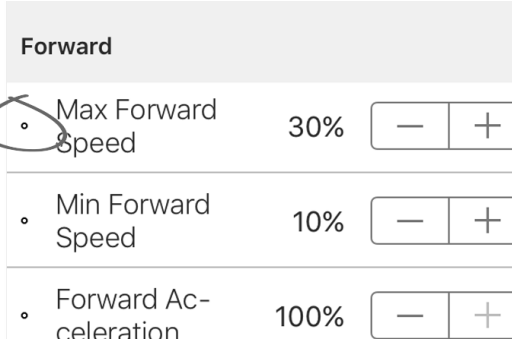 Forward
Max Forward
Speed
30%
Min Forward
Speed
10%
Forward Ac-
celeration
100%